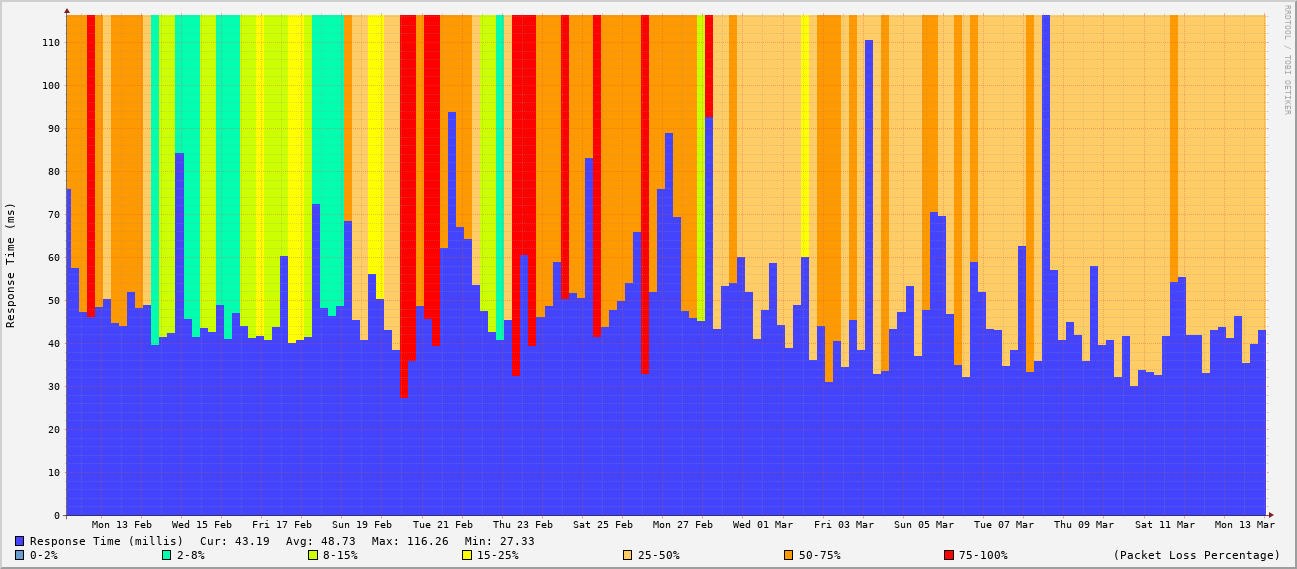 RRDTOOL / TOBI OETIKER
Response Time (ms)
110
100
90
80
70
60
50
40
30
20
10
0
Mon 13 Feb Wed 15 Feb Fri 17 Feb Sun 19 Feb Tue 21 Feb Thu 23 Feb Sat 25 Feb Mon 27 Feb Wed 01 Mar Fri 03 Mar Sun 05 Mar Tue 07 Mar Thu 09 Mar Sat 11 Mar Mon 13 Mar
Response Time (millis) Cur: 43.19 Avg: 48.73 Max: 116.26 Min: 27.33
0-2% 2-8% 8-15% 15-25% 25-50% 50-75% 75-100% (Packet Loss Percentage)